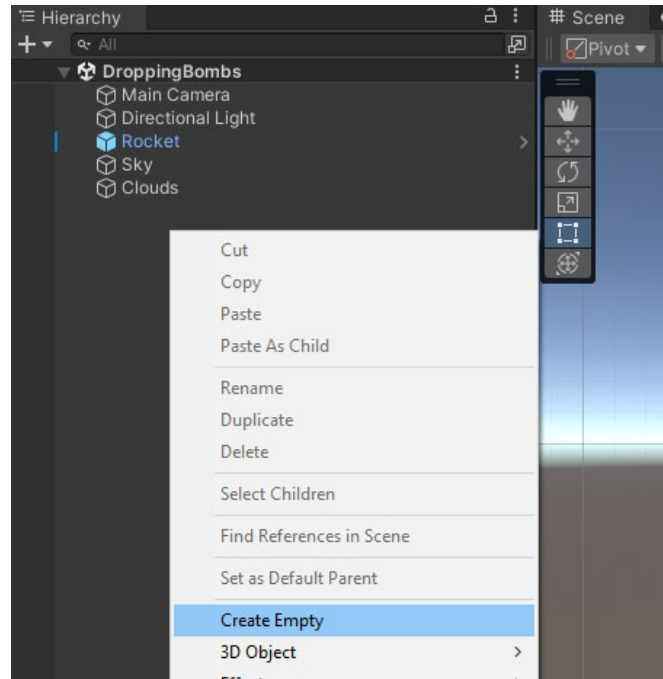 Hierarchy
All
DroppingBombs
Main Camera
Directional Light
Rocket
Sky
Clouds
Scene
Pivot
Cut
Copy
Paste
Paste As Child
Rename
Duplicate
Delete
Select Children
Find References in Scene
Set as Default Parent
Create Empty
3D Object